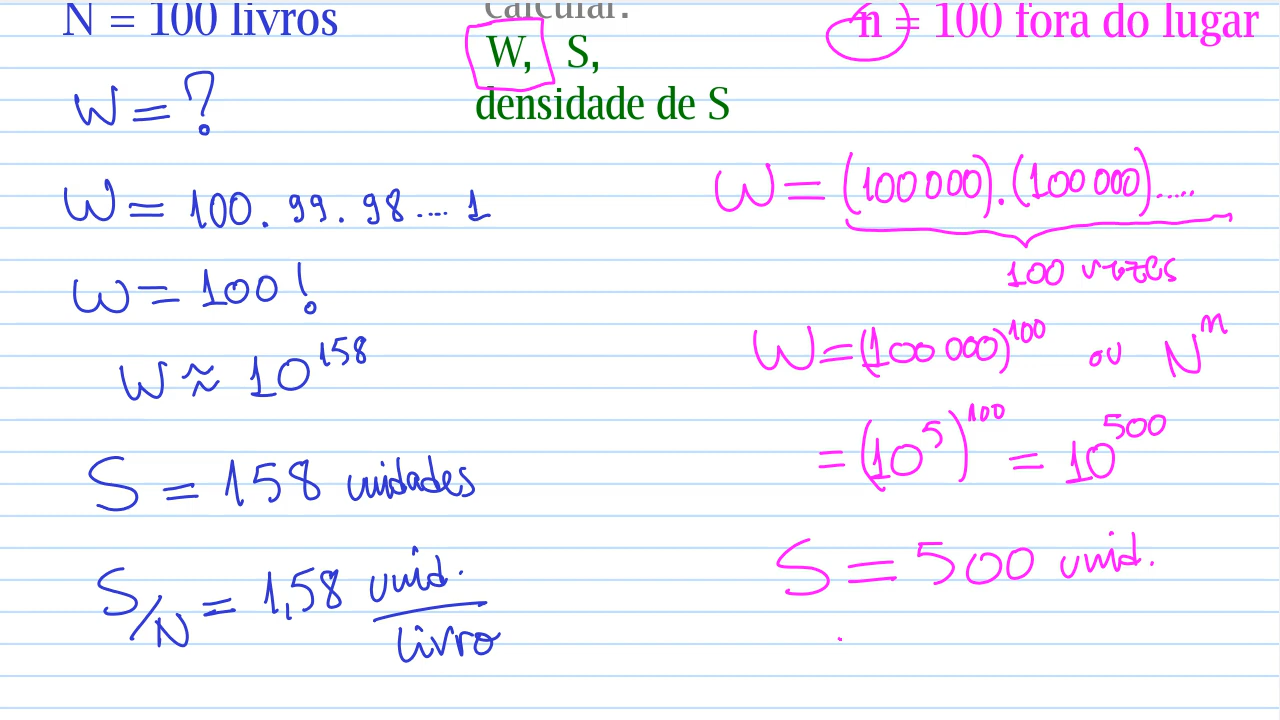 N = 100 livros
calcular:
n = 100 fora do lugar
W, S,
densidade de S
W = ?
W = 100 . 99 . 98 .... 1
W = 100 !
W ≈ 10^158
S = 158 unidades
S/N = 1,58 unid. / livro
W = (100 000) . (100 000) .....
100 vezes
W = (100 000)^100 ou N^n
= (10^5)^100 = 10^500
S = 500 unid.